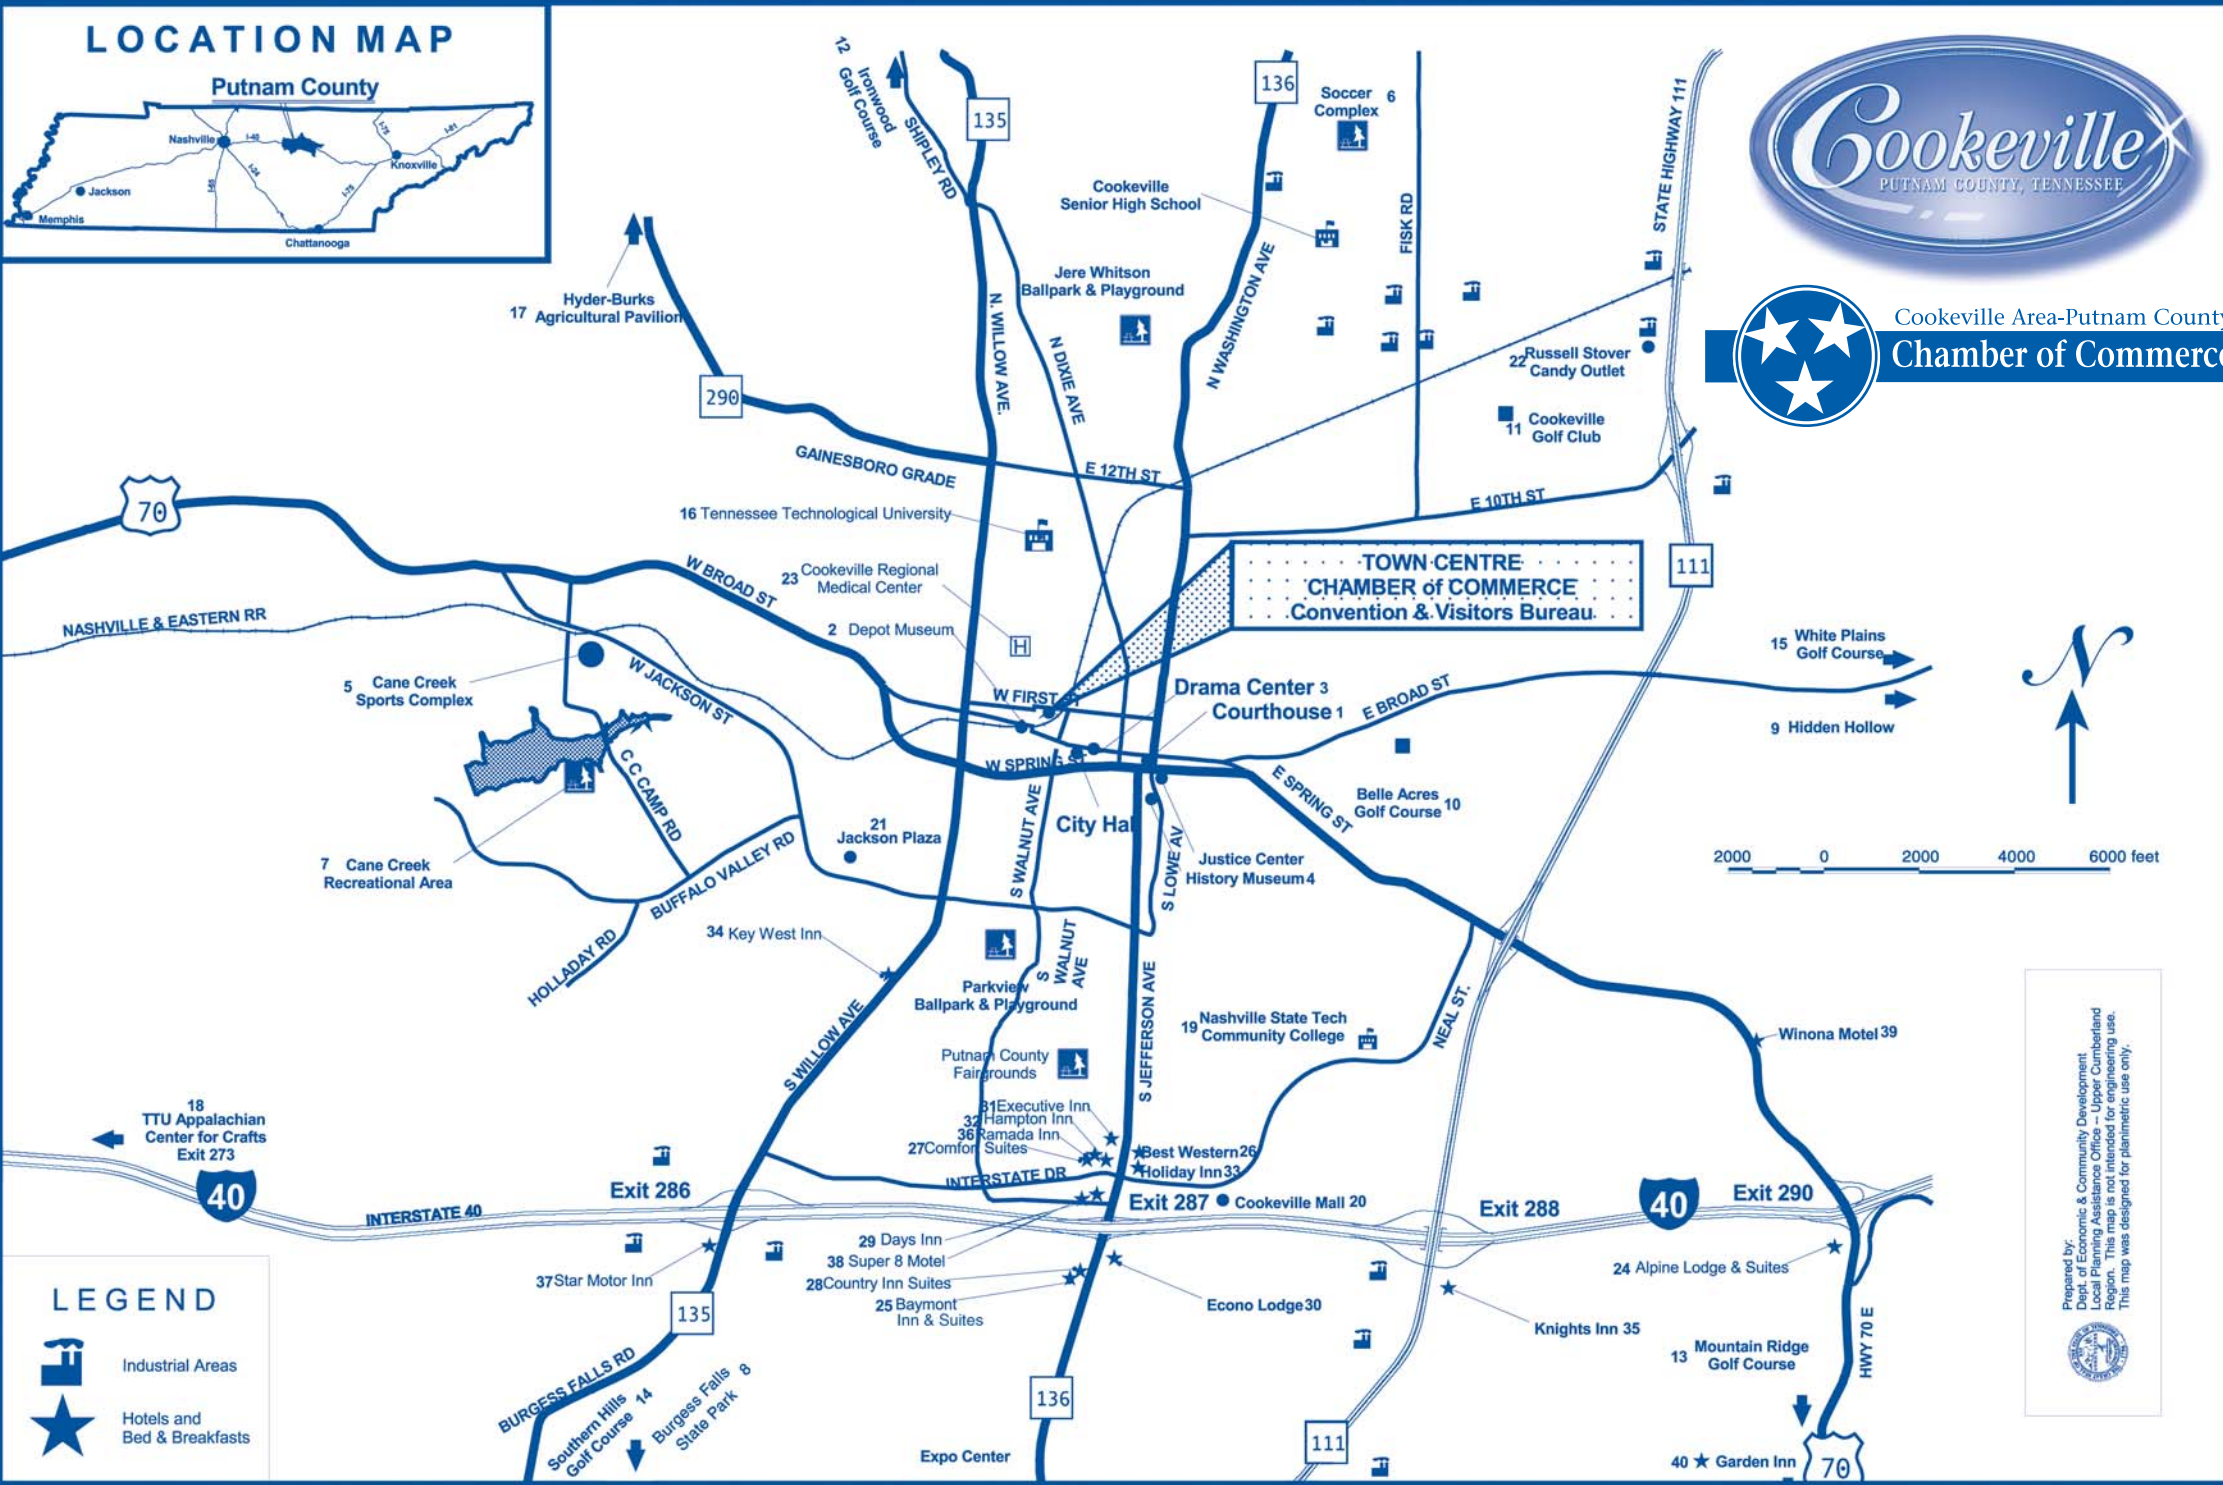 LOCATION MAP
Putnam County
Nashville
I-40
I-75
I-81
Knoxville
I-24
I-65
I-75
Jackson
Memphis
Chattanooga
12 Ironwood
Golf Course
SHIPLEY RD
135
136
Soccer 6
Complex
STATE HIGHWAY 111
Cookeville
PUTNAM COUNTY, TENNESSEE
Cookeville
Senior High School
FISK RD
Jere Whitson
Ballpark & Playground
N WASHINGTON AVE
Hyder-Burks
17 Agricultural Pavilion
N. WILLOW AVE.
N DIXIE AVE
Cookeville Area-Putnam County
Chamber of Commerce
22 Russell Stover
Candy Outlet
290
11 Cookeville
Golf Club
GAINESBORO GRADE
E 12TH ST
E 10TH ST
70
16 Tennessee Technological University
W BROAD ST
23 Cookeville Regional
Medical Center
H
TOWN CENTRE
CHAMBER of COMMERCE
Convention & Visitors Bureau
111
NASHVILLE & EASTERN RR
2 Depot Museum
15 White Plains
Golf Course
N
5 Cane Creek
Sports Complex
W JACKSON ST
W FIRST ST
Drama Center 3
Courthouse 1
E BROAD ST
9 Hidden Hollow
C C CAMP RD
W SPRING ST
E SPRING ST
Belle Acres
Golf Course 10
City Hall
S WALNUT AVE
S LOWE AV
21
Jackson Plaza
7 Cane Creek
Recreational Area
BUFFALO VALLEY RD
Justice Center
History Museum 4
2000 0 2000 4000 6000 feet
HOLLADAY RD
34 Key West Inn
S WALNUT AVE
Parkview
Ballpark & Playground
S JEFFERSON AVE
19 Nashville State Tech
Community College
NEAL ST.
Winona Motel 39
S WILLOW AVE
Putnam County
Fairgrounds
31 Executive Inn
32 Hampton Inn
36 Ramada Inn
27 Comfort Suites
Best Western 26
Holiday Inn 33
INTERSTATE DR
18
TTU Appalachian
Center for Crafts
Exit 273
40
INTERSTATE 40
Exit 286
Exit 287
Cookeville Mall 20
Exit 288
40
Exit 290
29 Days Inn
38 Super 8 Motel
28 Country Inn Suites
25 Baymont
Inn & Suites
37 Star Motor Inn
Econo Lodge 30
24 Alpine Lodge & Suites
Knights Inn 35
13 Mountain Ridge
Golf Course
HWY 70 E
135
BURGESS FALLS RD
Southern Hills 14
Golf Course
Burgess Falls 8
State Park
136
Expo Center
111
40 Garden Inn
70
LEGEND
Industrial Areas
Hotels and
Bed & Breakfasts
Prepared by:
Dept. of Economic & Community Development
Local Planning Assistance Office -- Upper Cumberland
Region. This map is not intended for engineering use.
This map was designed for planimetric use only.